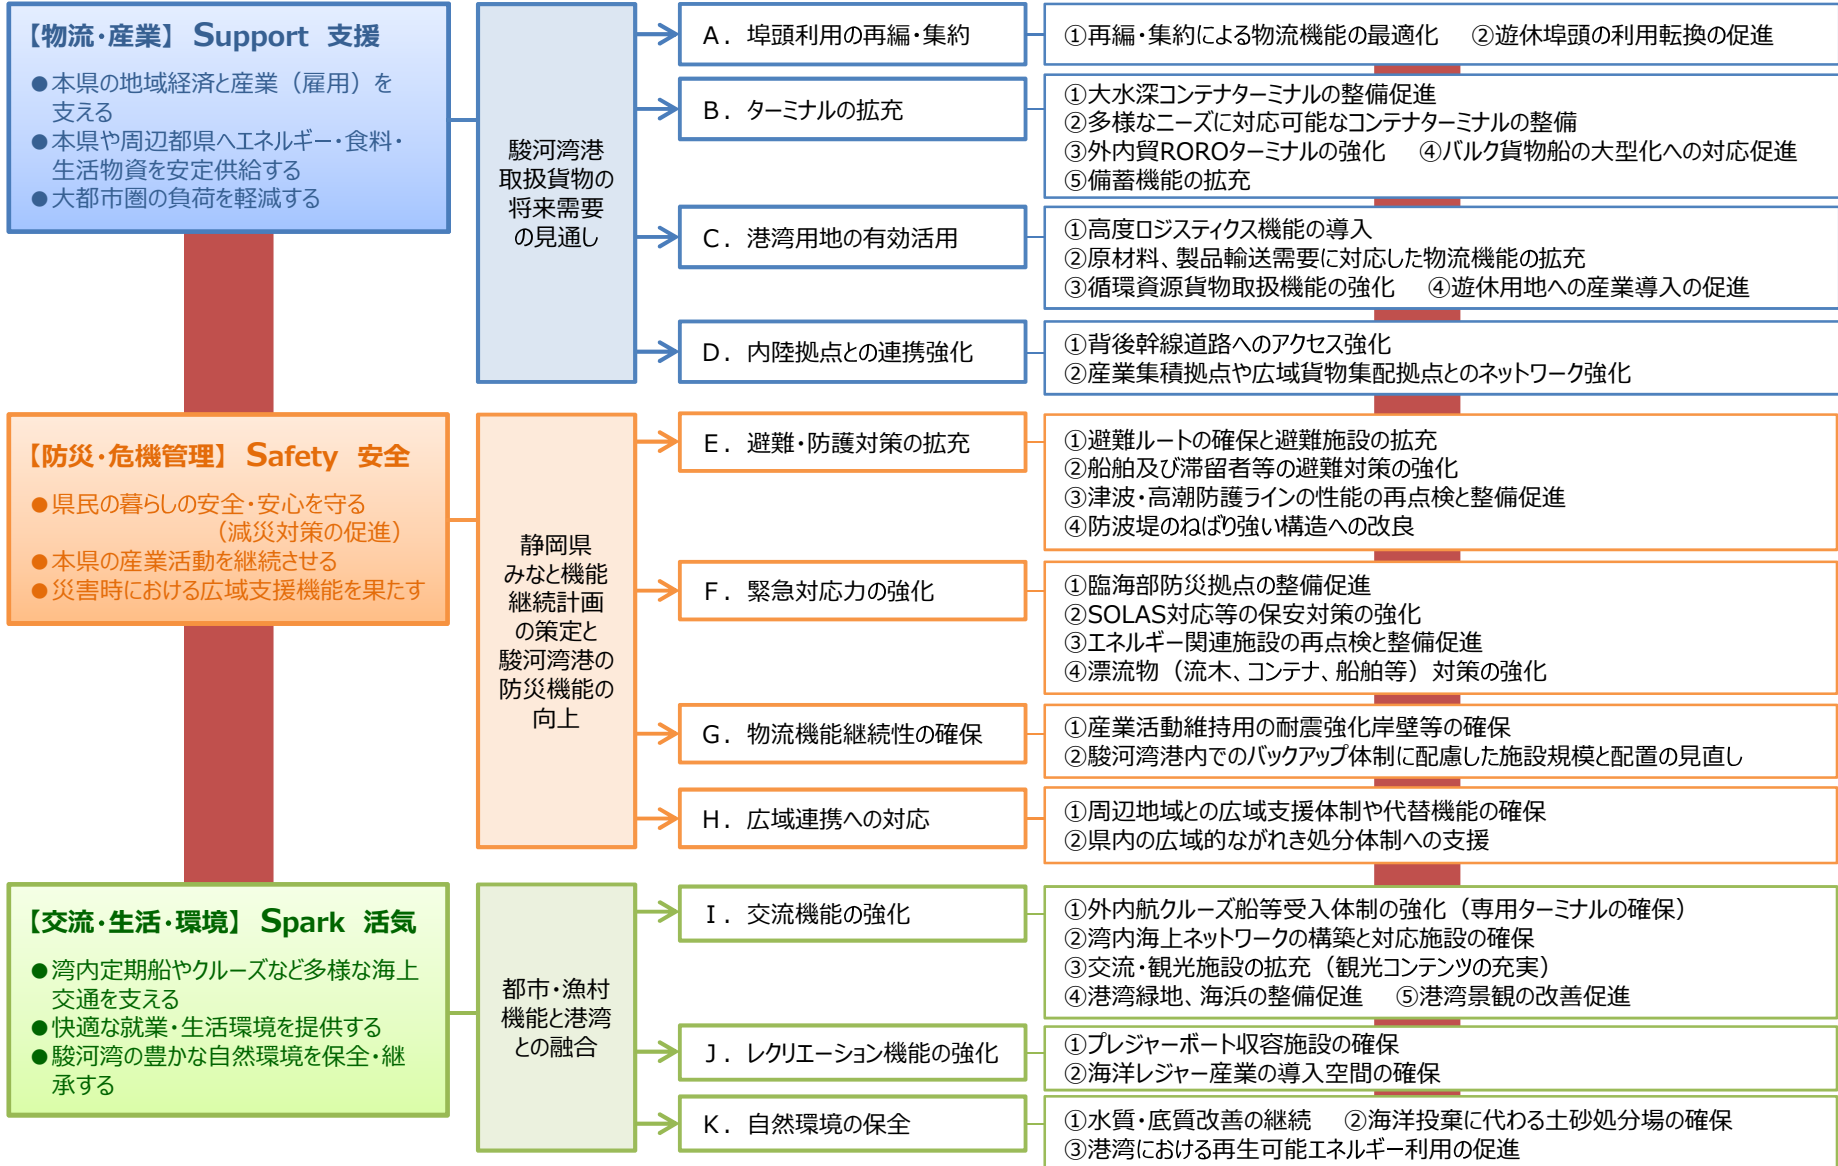 【物流・産業】 Support 支援
●本県の地域経済と産業（雇用）を
支える
●本県や周辺都県へエネルギー・食料・
生活物資を安定供給する
●大都市圏の負荷を軽減する
駿河湾港
取扱貨物の
将来需要
の見通し
A．埠頭利用の再編・集約
①再編・集約による物流機能の最適化 ②遊休埠頭の利用転換の促進
B．ターミナルの拡充
①大水深コンテナターミナルの整備促進
②多様なニーズに対応可能なコンテナターミナルの整備
③外内貿ROROターミナルの強化 ④バルク貨物船の大型化への対応促進
⑤備蓄機能の拡充
C．港湾用地の有効活用
①高度ロジスティクス機能の導入
②原材料、製品輸送需要に対応した物流機能の拡充
③循環資源貨物取扱機能の強化 ④遊休用地への産業導入の促進
D．内陸拠点との連携強化
①背後幹線道路へのアクセス強化
②産業集積拠点や広域貨物集配拠点とのネットワーク強化
【防災・危機管理】 Safety 安全
●県民の暮らしの安全・安心を守る
（減災対策の促進）
●本県の産業活動を継続させる
●災害時における広域支援機能を果たす
静岡県
みなと機能
継続計画
の策定と
駿河湾港の
防災機能の
向上
E．避難・防護対策の拡充
①避難ルートの確保と避難施設の拡充
②船舶及び滞留者等の避難対策の強化
③津波・高潮防護ラインの性能の再点検と整備促進
④防波堤のねばり強い構造への改良
F．緊急対応力の強化
①臨海部防災拠点の整備促進
②SOLAS対応等の保安対策の強化
③エネルギー関連施設の再点検と整備促進
④漂流物（流木、コンテナ、船舶等）対策の強化
G．物流機能継続性の確保
①産業活動維持用の耐震強化岸壁等の確保
②駿河湾港内でのバックアップ体制に配慮した施設規模と配置の見直し
H．広域連携への対応
①周辺地域との広域支援体制や代替機能の確保
②県内の広域的ながれき処分体制への支援
【交流・生活・環境】 Spark 活気
●湾内定期船やクルーズなど多様な海上
交通を支える
●快適な就業・生活環境を提供する
●駿河湾の豊かな自然環境を保全・継
承する
都市・漁村
機能と港湾
との融合
I．交流機能の強化
①外内航クルーズ船等受入体制の強化（専用ターミナルの確保）
②湾内海上ネットワークの構築と対応施設の確保
③交流・観光施設の拡充（観光コンテンツの充実）
④港湾緑地、海浜の整備促進 ⑤港湾景観の改善促進
J．レクリエーション機能の強化
①プレジャーボート収容施設の確保
②海洋レジャー産業の導入空間の確保
K．自然環境の保全
①水質・底質改善の継続 ②海洋投棄に代わる土砂処分場の確保
③港湾における再生可能エネルギー利用の促進